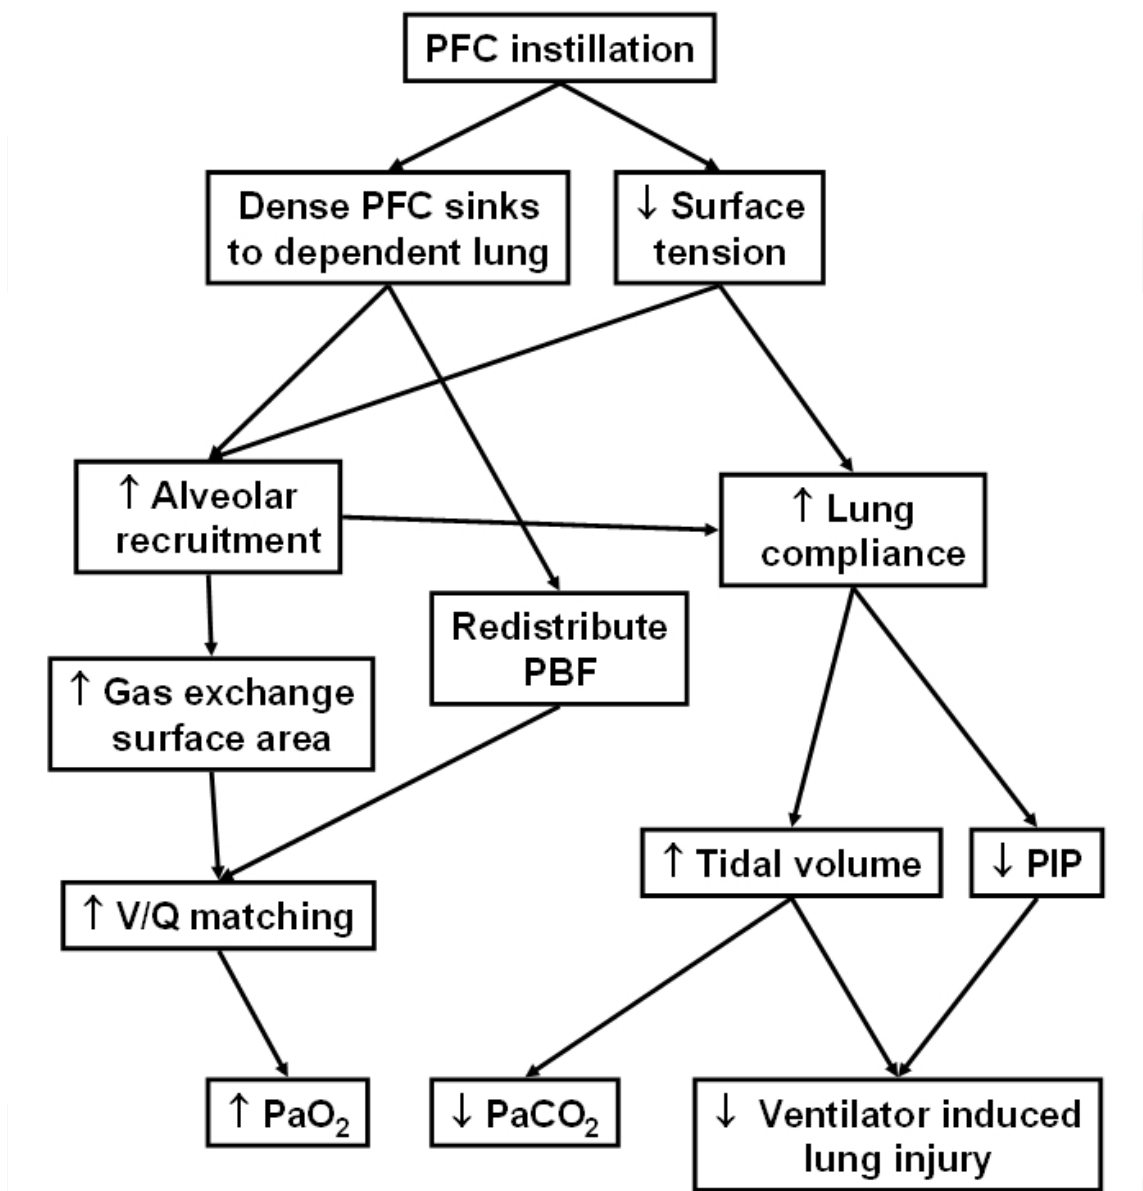 PFC instillation
Dense PFC sinks
to dependent lung
↓ Surface
tension
↑ Alveolar
recruitment
↑ Lung
compliance
Redistribute
PBF
↑ Gas exchange
surface area
↑ Tidal volume
↓ PIP
↑ V/Q matching
↑ PaO₂
↓ PaCO₂
↓ Ventilator induced
lung injury